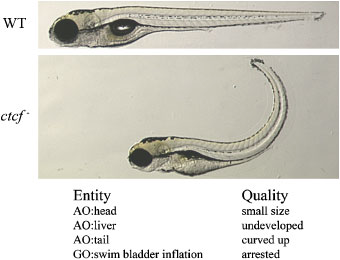 WT
ctcf -
Entity Quality
AO:head small size
AO:liver undeveloped
AO:tail curved up
GO:swim bladder inflation arrested